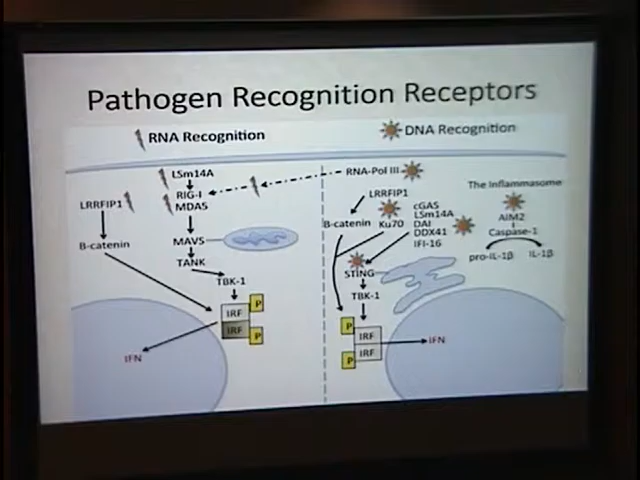 Pathogen Recognition Receptors
RNA Recognition
DNA Recognition
LSm14A
RIG-I
MDA5
LRRFIP1
B-catenin
MAVS
TANK
TBK-1
IRF
IRF
P
P
IFN
RNA-Pol III
LRRFIP1
B-catenin
Ku70
cGAS
LSm14A
DAI
DDX41
IFI-16
STING
TBK-1
P
P
IRF
IRF
IFN
The Inflammasome
AIM2
Caspase-1
pro-IL-1β
IL-1β